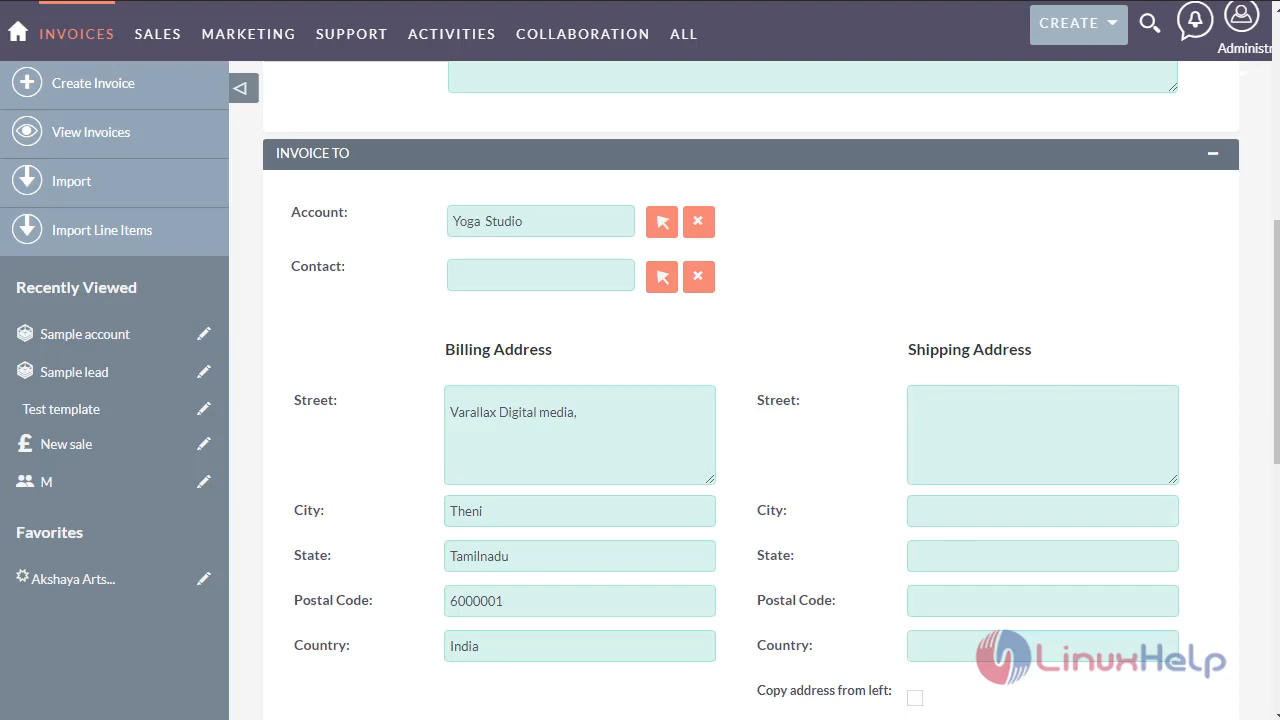 INVOICES SALES MARKETING SUPPORT ACTIVITIES COLLABORATION ALL CREATE
Administr
Create Invoice
View Invoices
Import
Import Line Items
Recently Viewed
Sample account
Sample lead
Test template
New sale
M
Favorites
Akshaya Arts...
INVOICE TO
Account: Yoga Studio
Contact:
Billing Address Shipping Address
Street: Varallax Digital media, Street:
City: Theni City:
State: Tamilnadu State:
Postal Code: 6000001 Postal Code:
Country: India Country:
Copy address from left:
LinuxHelp